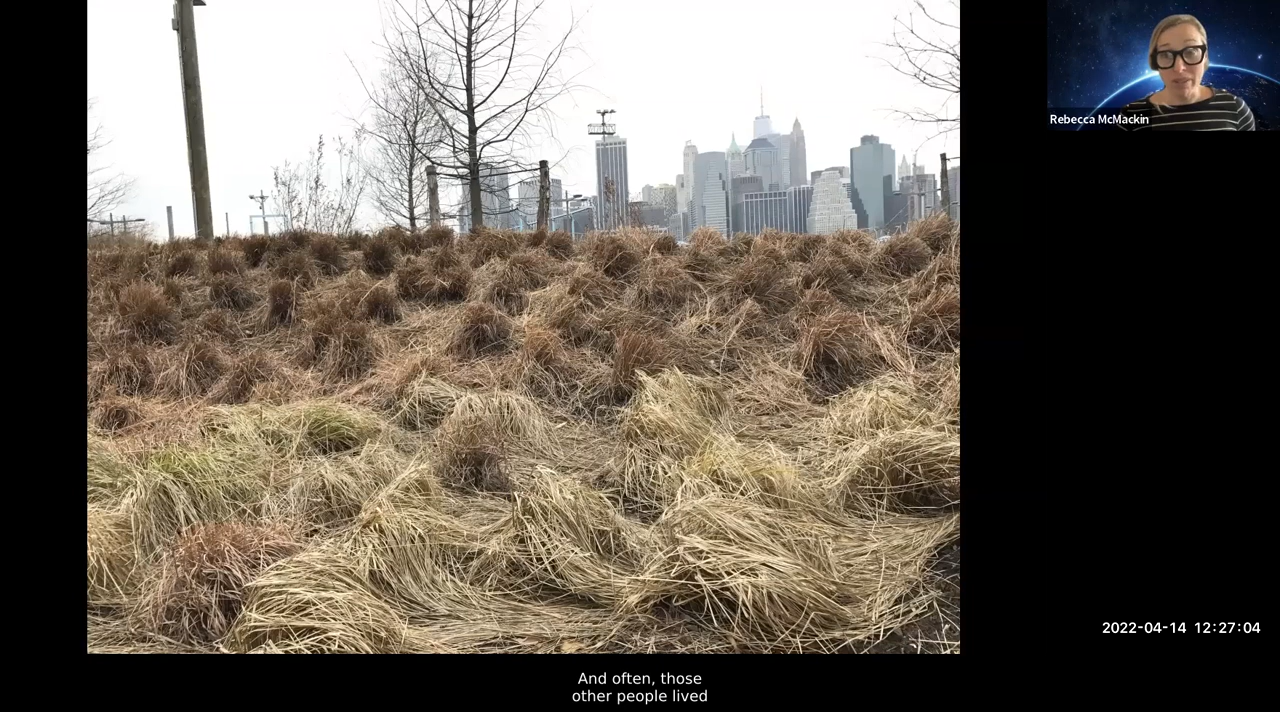 Rebecca McMackin
2022-04-14 12:27:04
And often, those
other people lived